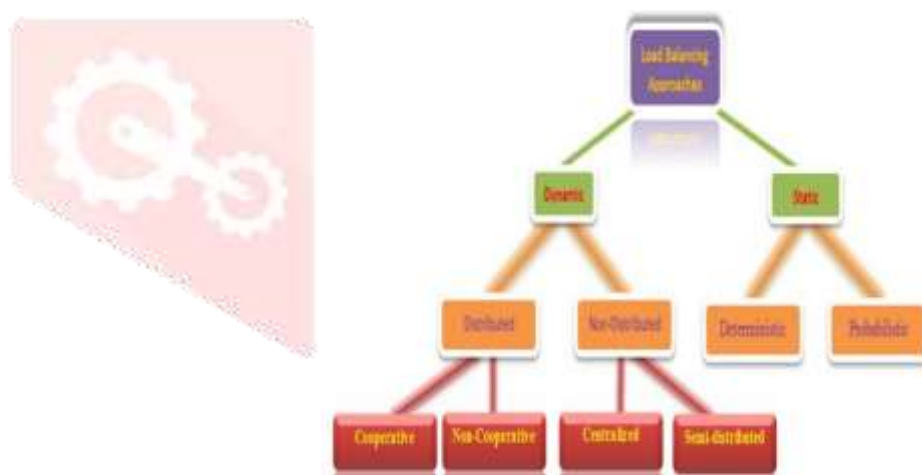 Load Balancing
Approaches
Dynamic
Static
Distributed
Non-Distributed
Deterministic
Probabilistic
Cooperative
Non-Cooperative
Centralized
Semi-distributed